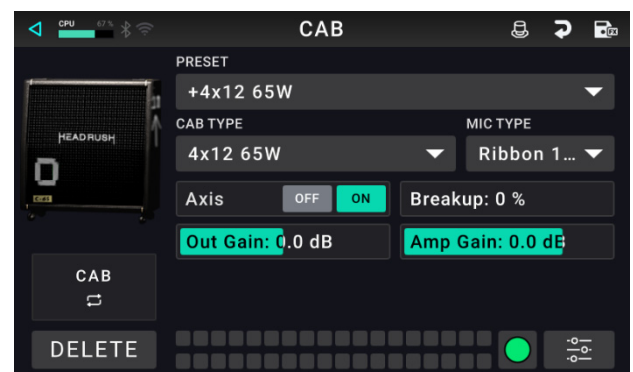 CPU 67%
CAB
PRESET
+4x12 65W
CAB TYPE
MIC TYPE
4x12 65W
Ribbon 1...
HEADRUSH
Axis
OFF
ON
Breakup: 0 %
Out Gain: 0.0 dB
Amp Gain: 0.0 dB
CAB
DELETE